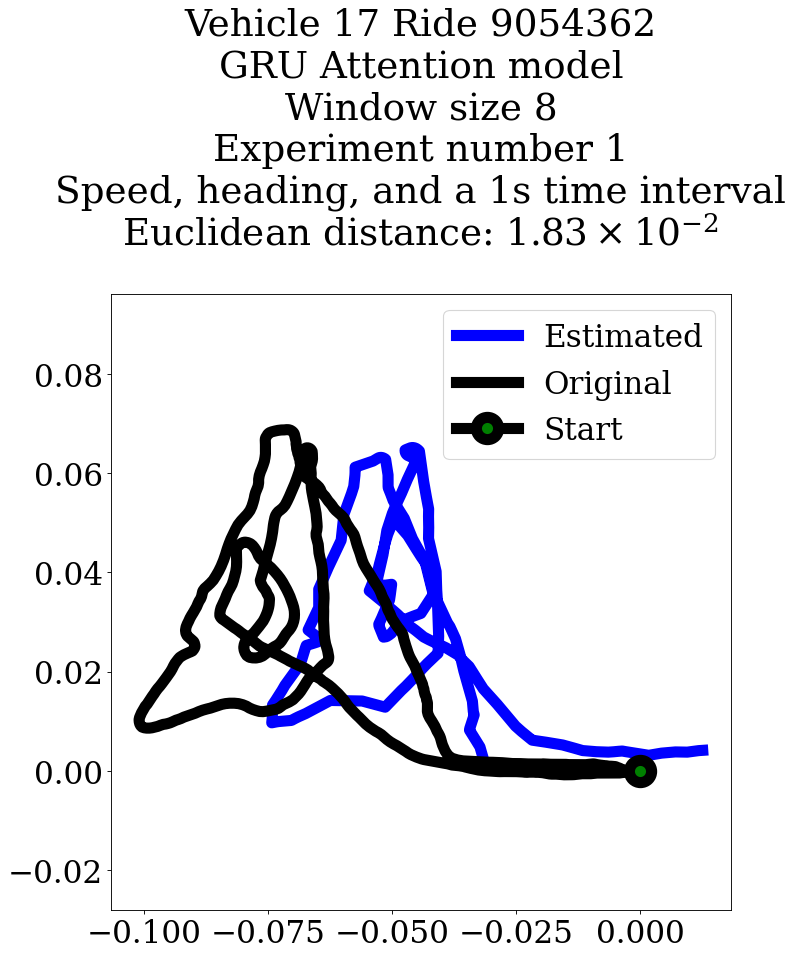 Vehicle 17 Ride 9054362
GRU Attention model
Window size 8
Experiment number 1
Speed, heading, and a 1s time interval
Euclidean distance: 1.83 × 10⁻²
Estimated
Original
Start
0.08
0.06
0.04
0.02
0.00
−0.02
−0.100 −0.075 −0.050 −0.025 0.000